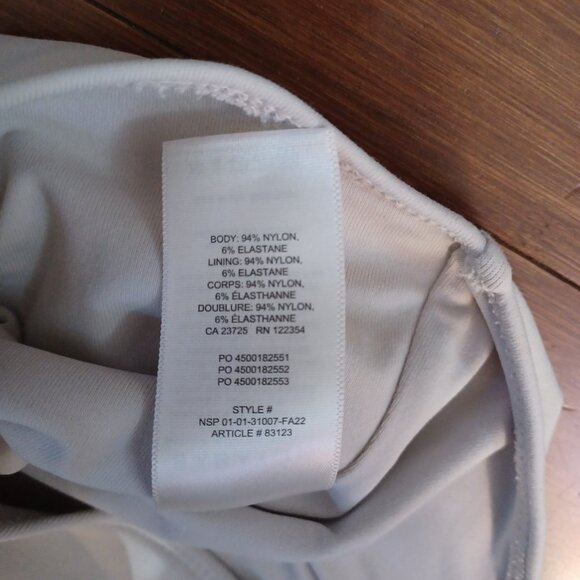 BODY: 94% NYLON,
6% ELASTANE
LINING: 94% NYLON,
6% ELASTANE
CORPS: 94% NYLON,
6% ÉLASTHANNE
DOUBLURE: 94% NYLON,
6% ÉLASTHANNE
CA 23725 RN 122354
PO 4500182551
PO 4500182552
PO 4500182553
STYLE #
NSP 01-01-31007-FA22
ARTICLE # 83123